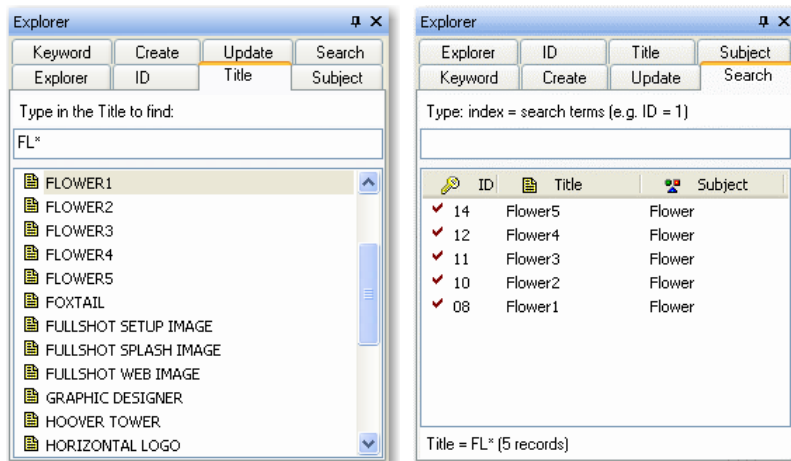 Explorer
Keyword Create Update Search
Explorer ID Title Subject
Type in the Title to find:
FL*
FLOWER1
FLOWER2
FLOWER3
FLOWER4
FLOWER5
FOXTAIL
FULLSHOT SETUP IMAGE
FULLSHOT SPLASH IMAGE
FULLSHOT WEB IMAGE
GRAPHIC DESIGNER
HOOVER TOWER
HORIZONTAL LOGO
Explorer
Explorer ID Title Subject
Keyword Create Update Search
Type: index = search terms (e.g. ID = 1)
ID Title Subject
14 Flower5 Flower
12 Flower4 Flower
11 Flower3 Flower
10 Flower2 Flower
08 Flower1 Flower
Title = FL* (5 records)